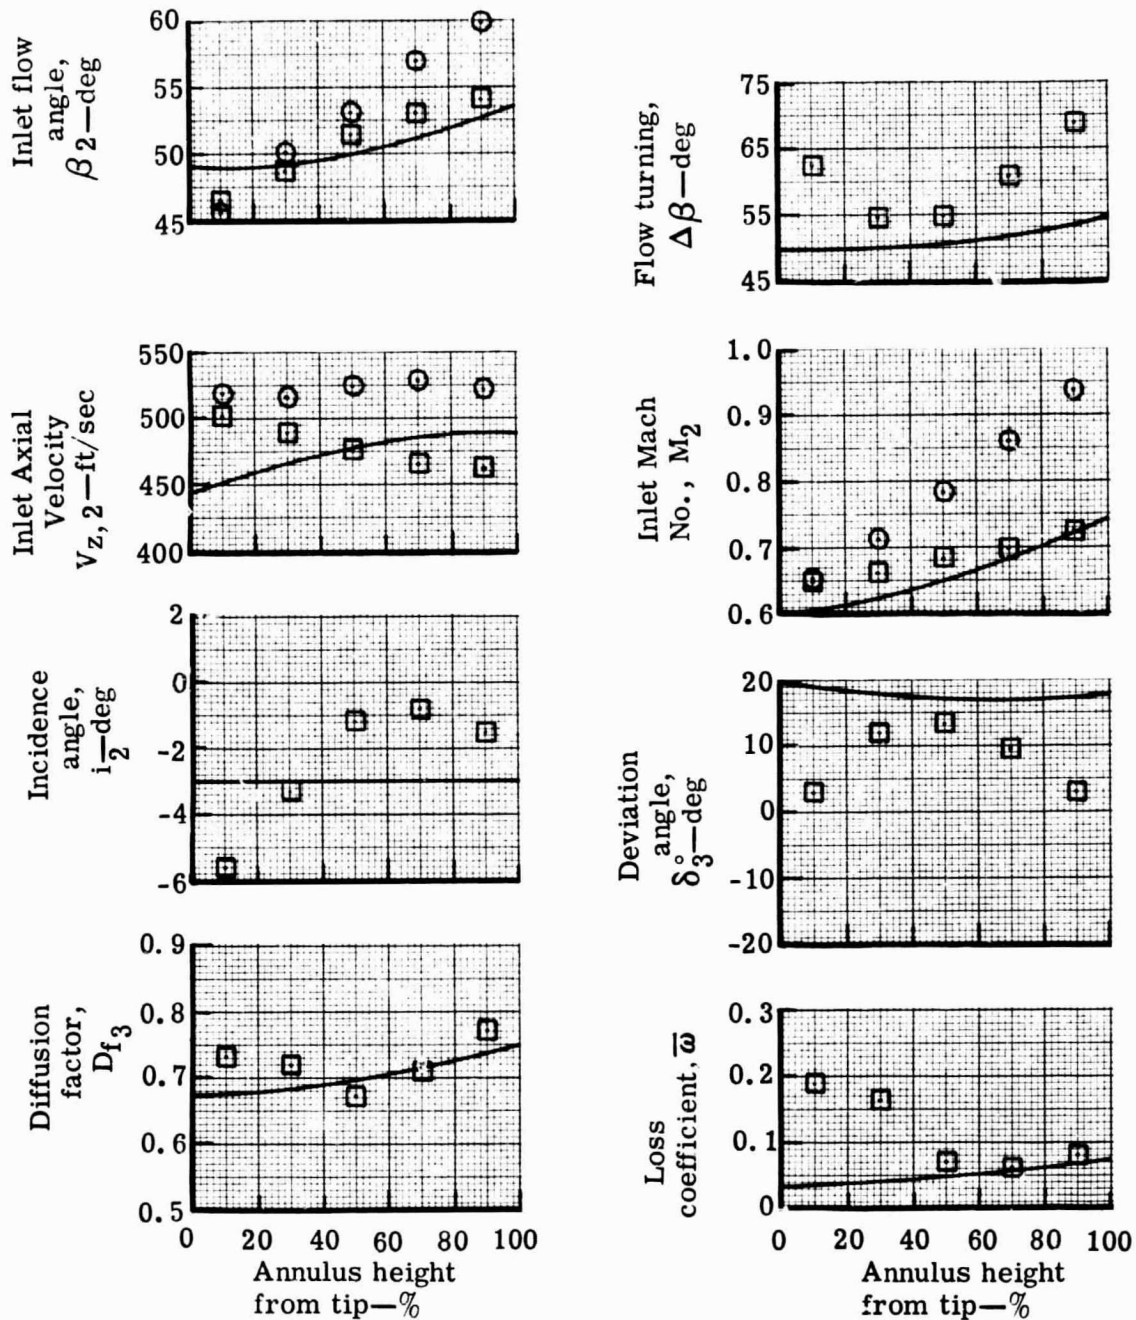 Inlet flow
angle,
β2—deg
60
55
50
45
Flow turning,
Δβ—deg
75
65
55
45
Inlet Axial
Velocity
Vz, 2—ft/sec
550
500
450
400
Inlet Mach
No., M2
1.0
0.9
0.8
0.7
0.6
Incidence
angle,
i2—deg
2
0
-2
-4
-6
Deviation
angle,
δ°3—deg
20
10
0
-10
-20
Diffusion
factor,
Df3
0.9
0.8
0.7
0.6
0.5
0 20 40 60 80 100
Annulus height
from tip—%
Loss
coefficient, ω̅
0.3
0.2
0.1
0
0 20 40 60 80 100
Annulus height
from tip—%